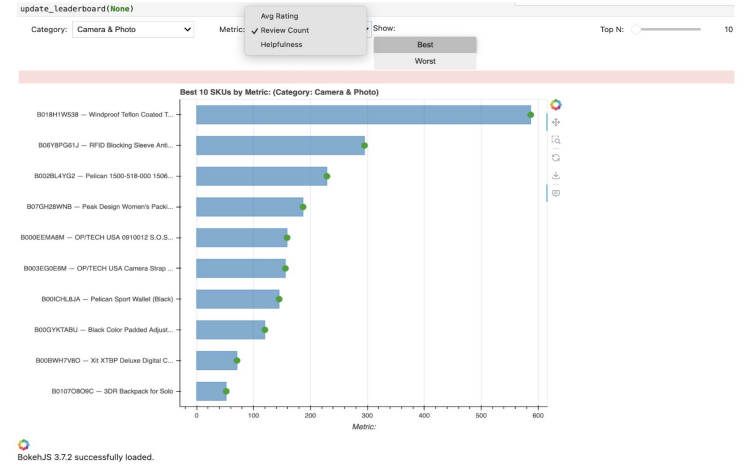 update_leaderboard(None)
Category: Camera & Photo
Metric:
Avg Rating
✓ Review Count
Helpfulness
Show:
Best
Worst
Top N: 10
Best 10 SKUs by Metric: (Category: Camera & Photo)
B018H1W538 — Windproof Teflon Coated T...
B06Y8PG61J — RFID Blocking Sleeve Anti...
B002BL4YG2 — Pelican 1500-518-000 1506...
B07GH28WNB — Peak Design Women's Packi...
B000EEMA8M — OP/TECH USA 0910012 S.O.S...
B003EG0E6M — OP/TECH USA Camera Strap ...
B00ICHL8JA — Pelican Sport Wallet (Black)
B00GYKTABU — Black Color Padded Adjust...
B00BWH7V8O — Xit XTBP Deluxe Digital C...
B0107O8O9C — 3DR Backpack for Solo
0 100 200 300 400 500 600
Metric:
BokehJS 3.7.2 successfully loaded.